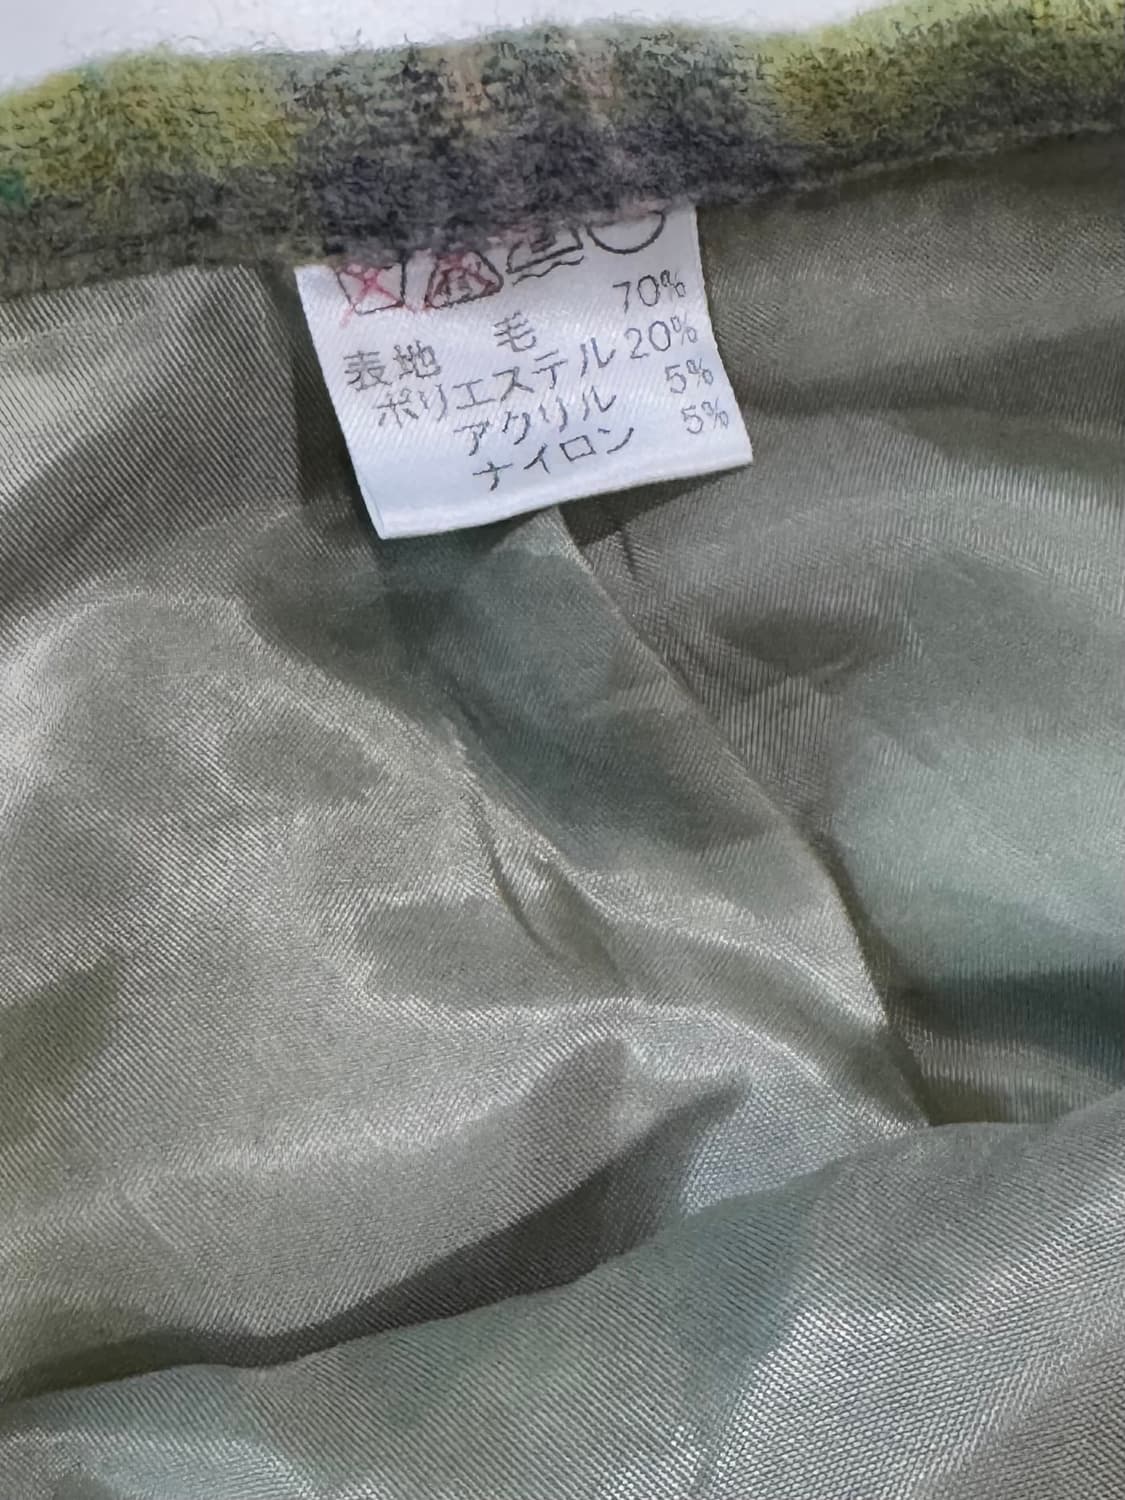 表地 毛 70%
ポリエステル 20%
アクリル 5%
ナイロン 5%